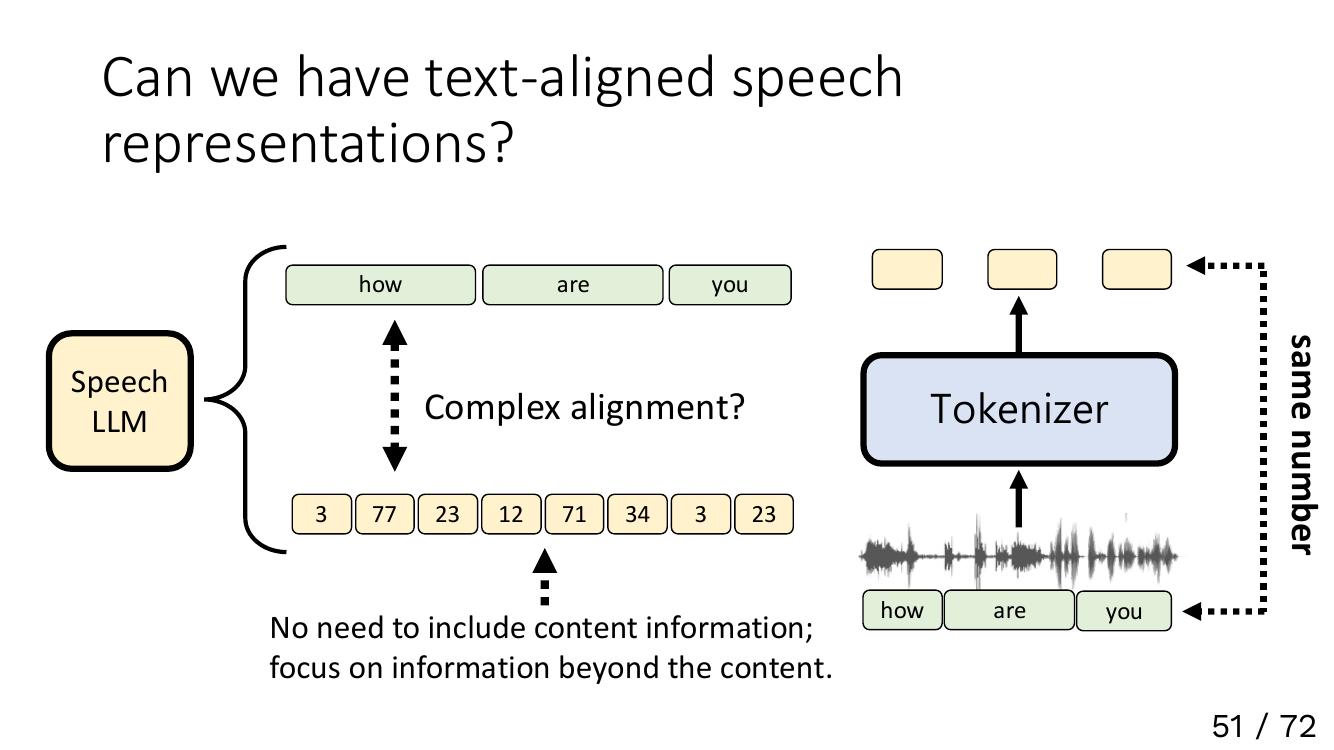 Can we have text-aligned speech
representations?
Speech
LLM
how are you
Complex alignment?
3 77 23 12 71 34 3 23
No need to include content information;
focus on information beyond the content.
Tokenizer
how are you
same number
51 / 72